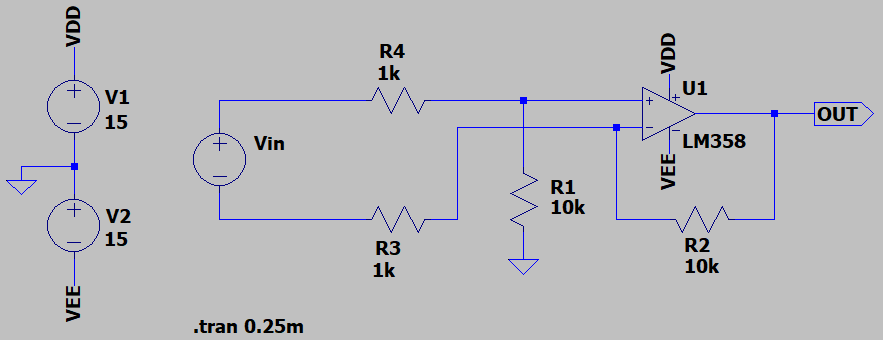 VDD
V1
15
V2
15
VEE
Vin
R4
1k
R3
1k
R1
10k
VDD
U1
LM358
VEE
R2
10k
OUT
.tran 0.25m